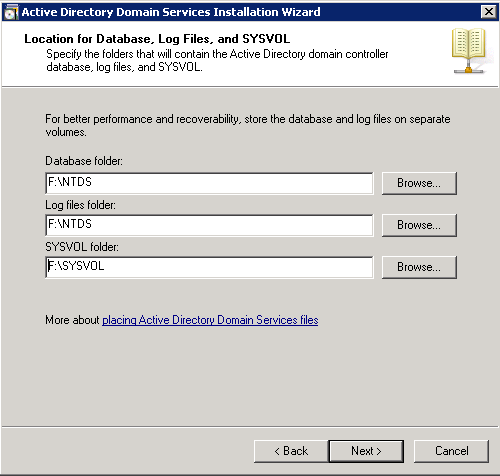 Active Directory Domain Services Installation Wizard
Location for Database, Log Files, and SYSVOL
Specify the folders that will contain the Active Directory domain controller
database, log files, and SYSVOL.
For better performance and recoverability, store the database and log files on separate
volumes.
Database folder:
F:\NTDS
Browse...
Log files folder:
F:\NTDS
Browse...
SYSVOL folder:
F:\SYSVOL
Browse...
More about placing Active Directory Domain Services files
< Back
Next >
Cancel